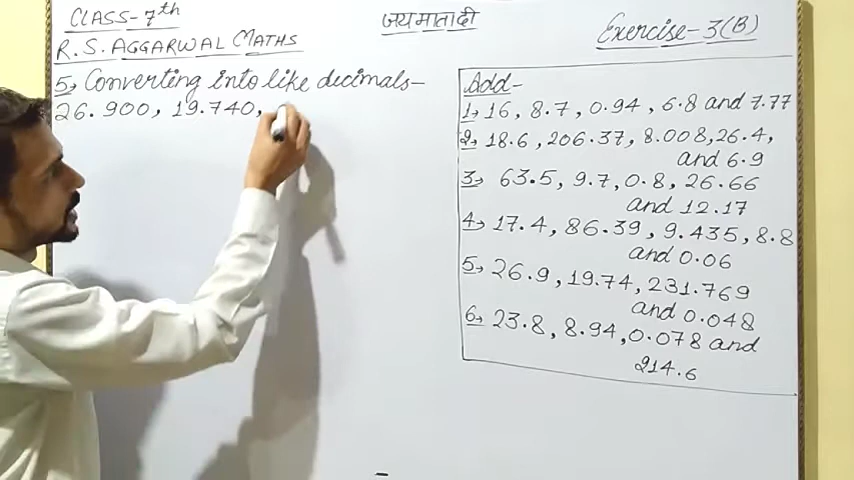 CLASS-7th
जय माता दी
Exercise-3(B)
R.S. AGGARWAL MATHS
5→ Converting into like decimals-
26.900, 19.740,
Add-
1→ 16, 8.7, 0.94, 6.8 and 7.77
2→ 18.6, 206.37, 8.008, 26.4,
and 6.9
3→ 63.5, 9.7, 0.8, 26.66
and 12.17
4→ 17.4, 86.39, 9.435, 8.8
and 0.06
5→ 26.9, 19.74, 231.769
and 0.048
6→ 23.8, 8.94, 0.078 and
214.6